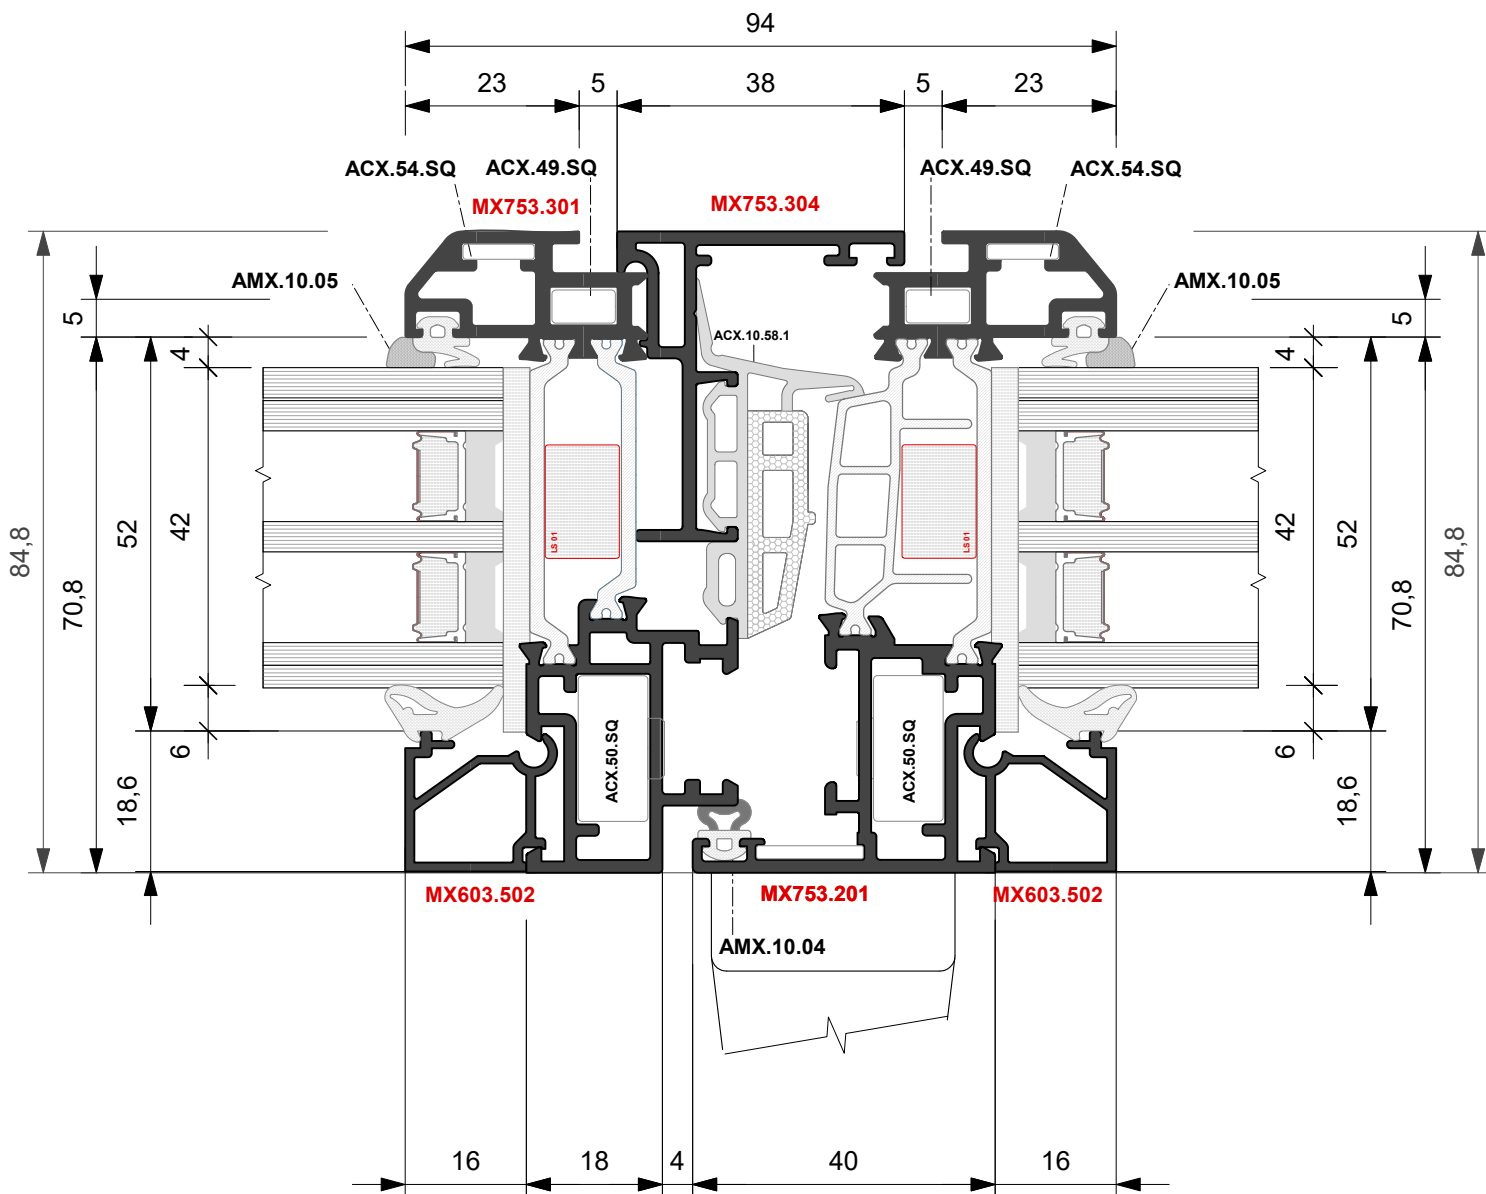 94
23 5 38 5 23
ACX.54.SQ ACX.49.SQ ACX.49.SQ ACX.54.SQ
MX753.301 MX753.304
AMX.10.05 AMX.10.05
ACX.10.58.1
5 4 4 5
84,8 70,8 52 42 42 52 70,8 84,8
LS 01 LS 01
6 6
18,6 18,6
ACX.50.SQ ACX.50.SQ
MX603.502 MX753.201 MX603.502
AMX.10.04
16 18 4 40 16